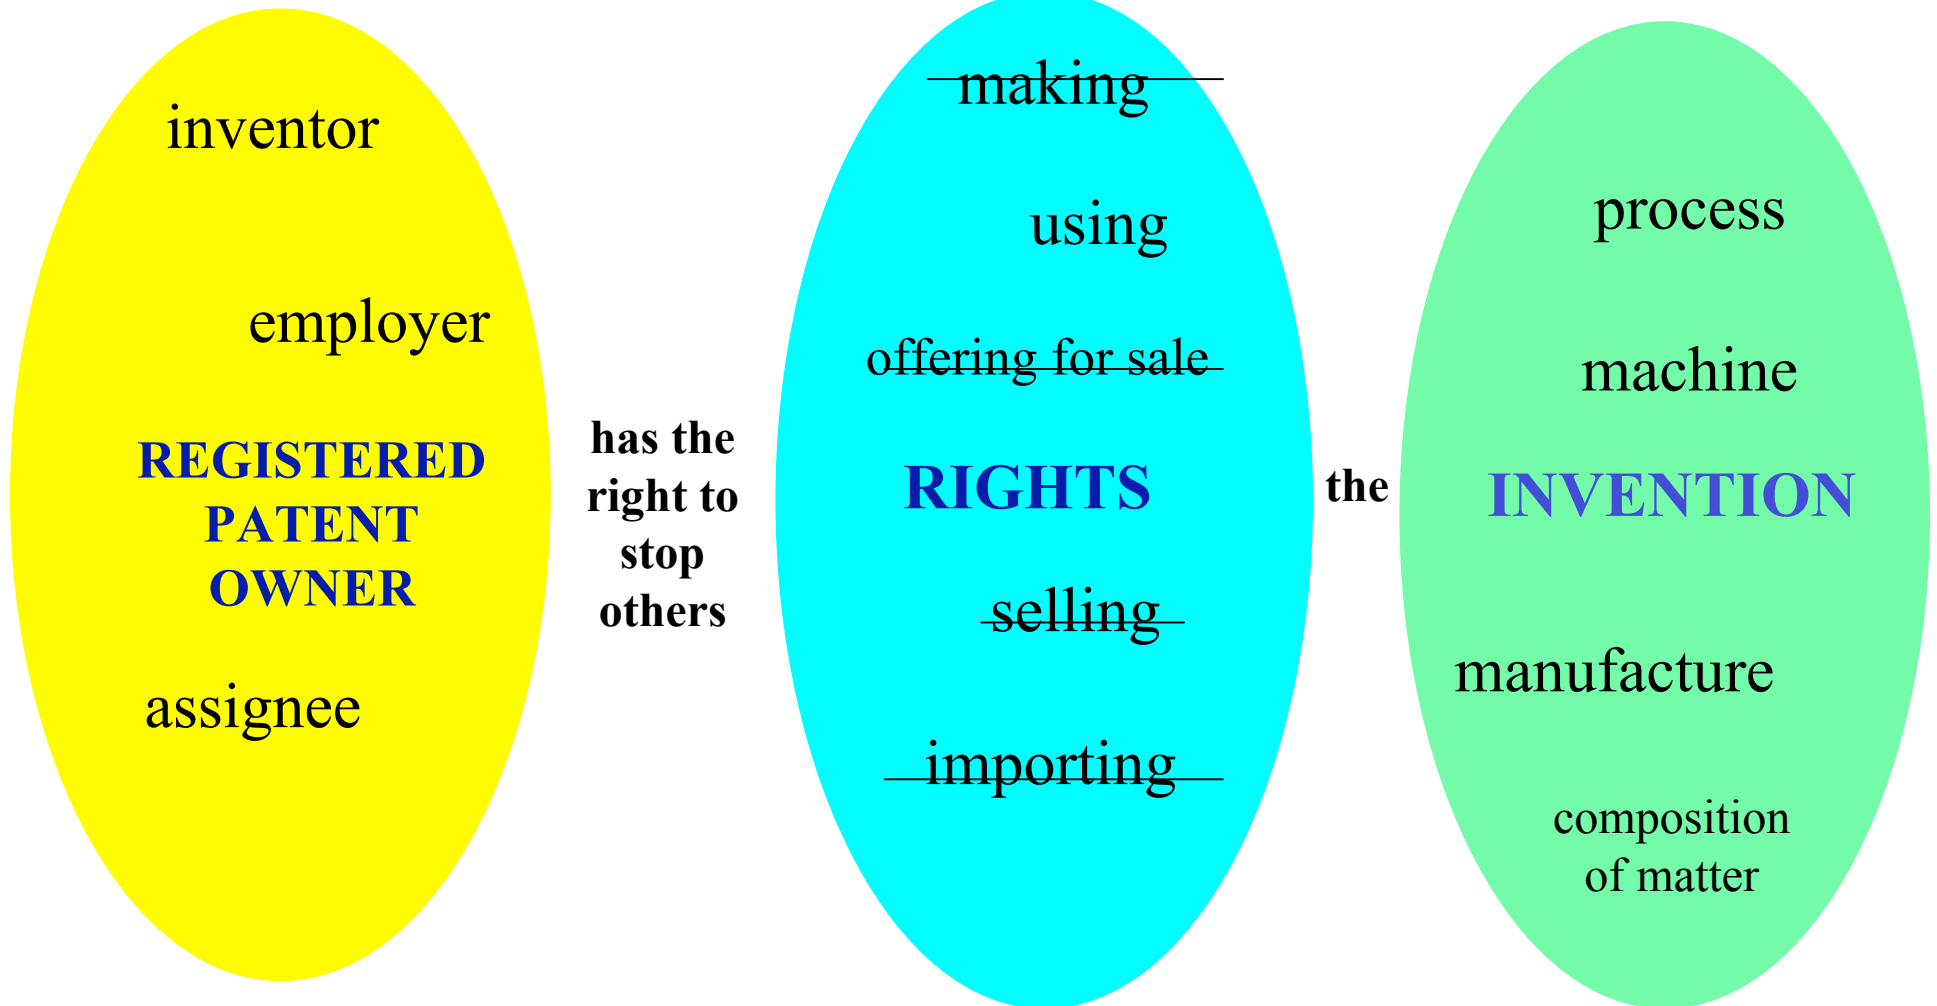 inventor
employer
REGISTERED
PATENT
OWNER
assignee
has the
right to
stop
others
making
using
offering for sale
RIGHTS
selling
importing
the
process
machine
INVENTION
manufacture
composition
of matter